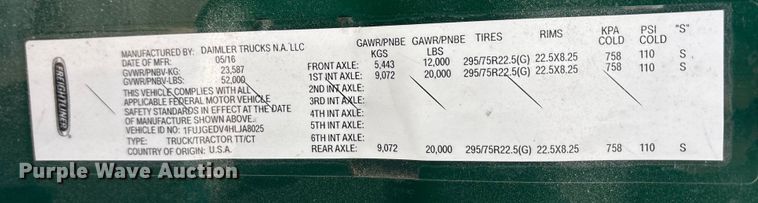 FREIGHTLINER
MANUFACTURED BY: DAIMLER TRUCKS N.A. LLC
DATE OF MFR: 05/16
GVWR/PNBV-KG: 23,587
GVWR/PNBV-LBS: 52,000
THIS VEHICLE COMPLIES WITH ALL
APPLICABLE FEDERAL MOTOR VEHICLE
SAFETY STANDARDS IN EFFECT AT THE DATE
OF MANUFACTURE SHOWN ABOVE.
VEHICLE ID NO: 1FUJGEDV4HLJA8025
TYPE: TRUCK/TRACTOR TT/CT
COUNTRY OF ORIGIN: U.S.A.
GAWR/PNBE KGS GAWR/PNBE LBS TIRES RIMS KPA COLD PSI COLD "S"
FRONT AXLE: 5,443 12,000 295/75R22.5(G) 22.5X8.25 758 110 S
1ST INT AXLE: 9,072 20,000 295/75R22.5(G) 22.5X8.25 758 110 S
2ND INT AXLE:
3RD INT AXLE:
4TH INT AXLE:
5TH INT AXLE:
6TH INT AXLE:
REAR AXLE: 9,072 20,000 295/75R22.5(G) 22.5X8.25 758 110 S
Purple Wave Auction